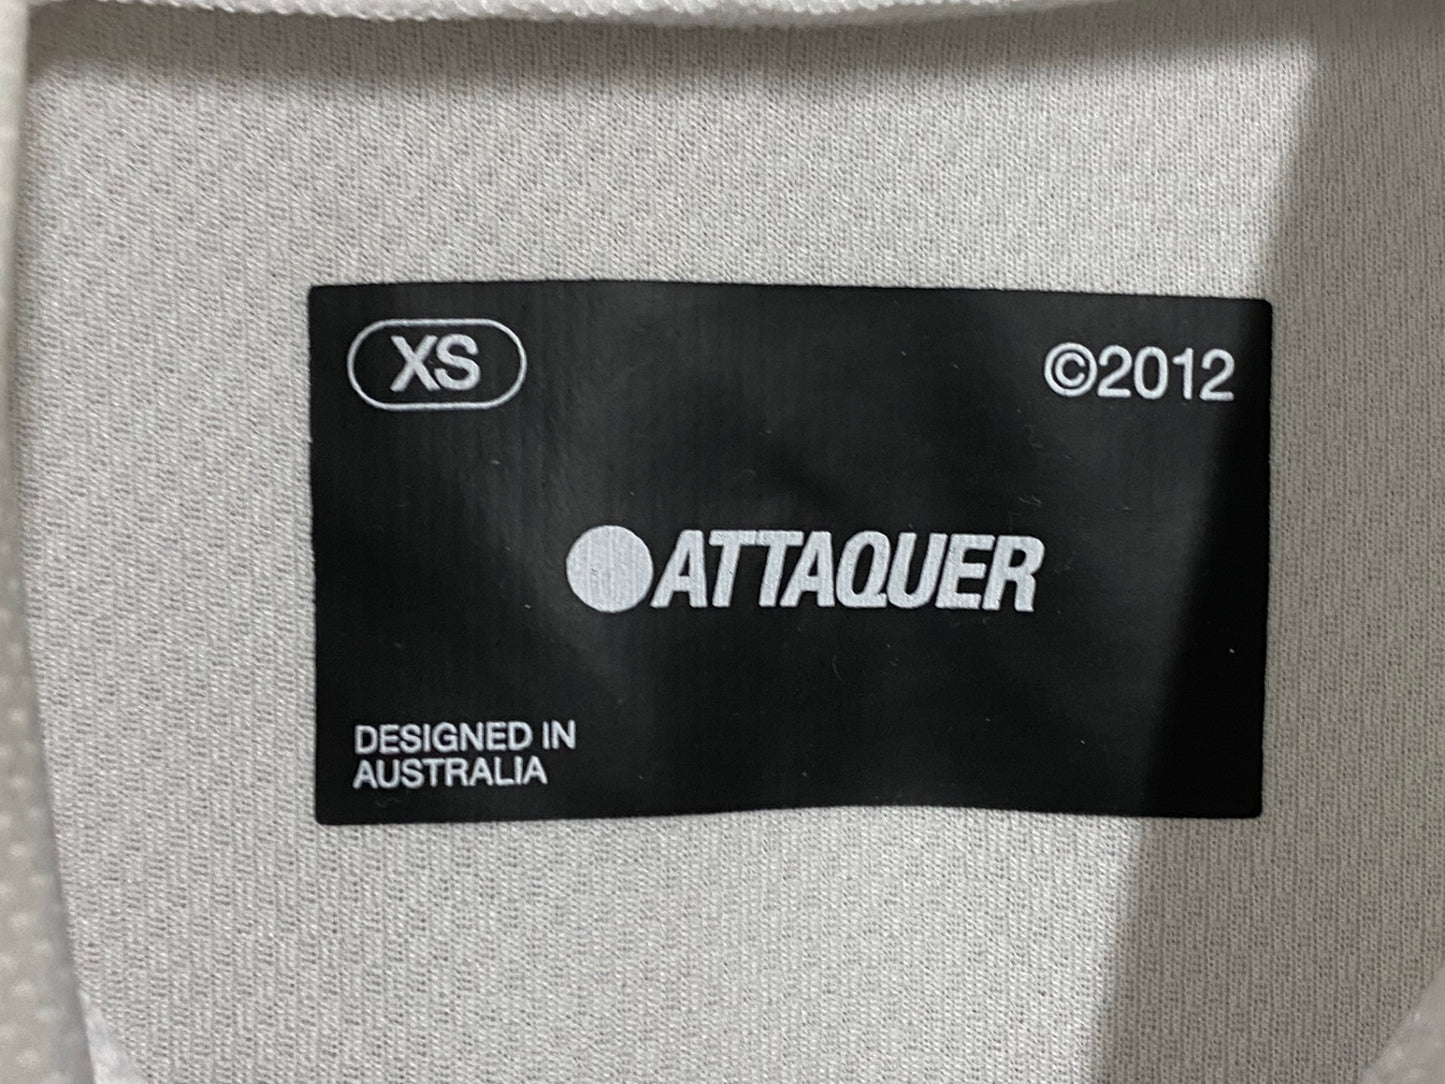 XS
©2012
ATTAQUER
DESIGNED IN
AUSTRALIA